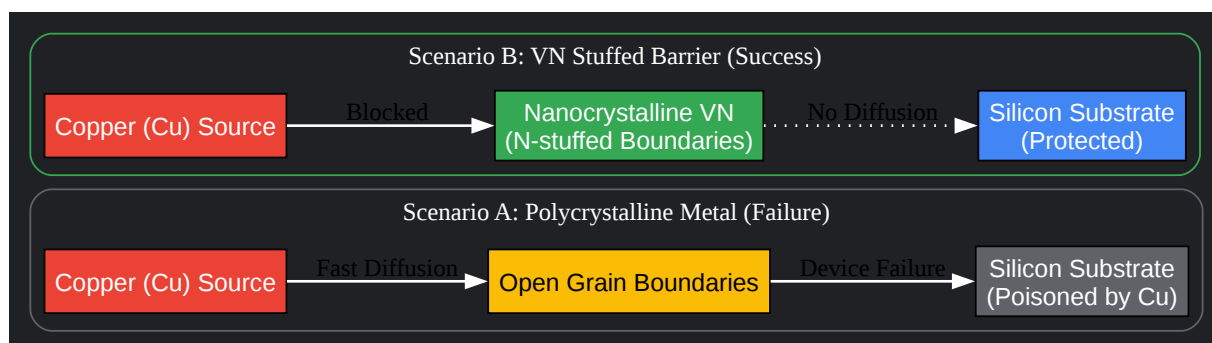 Scenario B: VN Stuffed Barrier (Success)
Copper (Cu) Source
Blocked
Nanocrystalline VN
(N-stuffed Boundaries)
No Diffusion
Silicon Substrate
(Protected)
Scenario A: Polycrystalline Metal (Failure)
Copper (Cu) Source
Fast Diffusion
Open Grain Boundaries
Device Failure
Silicon Substrate
(Poisoned by Cu)